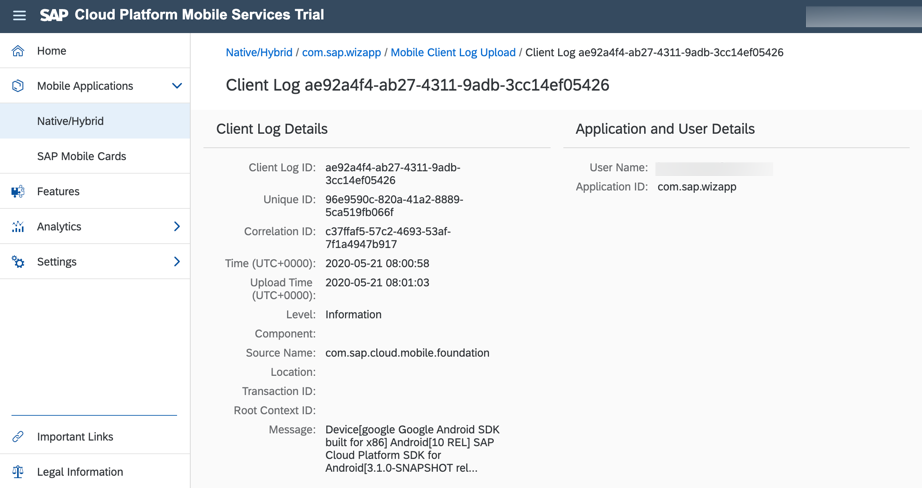 SAP Cloud Platform Mobile Services Trial
Home
Mobile Applications
Native/Hybrid
SAP Mobile Cards
Features
Analytics
Settings
Important Links
Legal Information
Native/Hybrid / com.sap.wizapp / Mobile Client Log Upload / Client Log ae92a4f4-ab27-4311-9adb-3cc14ef05426
Client Log ae92a4f4-ab27-4311-9adb-3cc14ef05426
Client Log Details
Client Log ID: ae92a4f4-ab27-4311-9adb-
3cc14ef05426
Unique ID: 96e9590c-820a-41a2-8889-
5ca519fb066f
Correlation ID: c37ffaf5-57c2-4693-53af-
7f1a4947b917
Time (UTC+0000): 2020-05-21 08:00:58
Upload Time 2020-05-21 08:01:03
(UTC+0000):
Level: Information
Component:
Source Name: com.sap.cloud.mobile.foundation
Location:
Transaction ID:
Root Context ID:
Message: Device[google Google Android SDK
built for x86] Android[10 REL] SAP
Cloud Platform SDK for
Android[3.1.0-SNAPSHOT rel...
Application and User Details
User Name:
Application ID: com.sap.wizapp